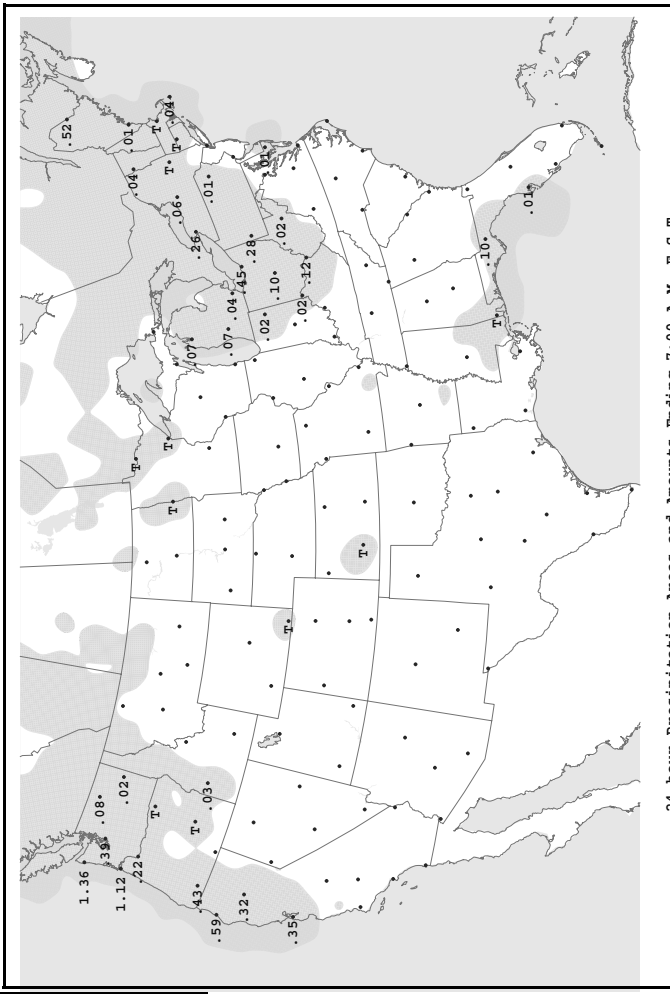 .52
1.36
.08
.39
1.12
.02
.01
.04
T
.22
T
T
T
T
.04
T
T
.06
.07
T
.26
.43
.03
.01
.59
.07
.04
.45
.32
.28
.02
.01
.10
.02
T
.35
.02
.12
T
.10
T
.01
24-hour Precipitation Areas and Amounts Ending 7:00 A.M. E.S.T.